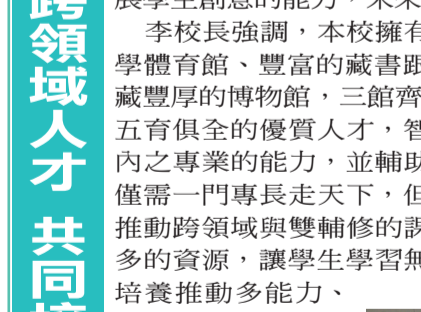 跨領域人才 共同培
展學生創意的能力，未來
李校長強調，本校擁有
學體育館、豐富的藏書跟
藏豐厚的博物館，三館齊
五育俱全的優質人才，智
內之專業的能力，並輔助
僅需一門專長走天下，但
推動跨領域與雙輔修的課
多的資源，讓學生學習無
培養推動多能力、